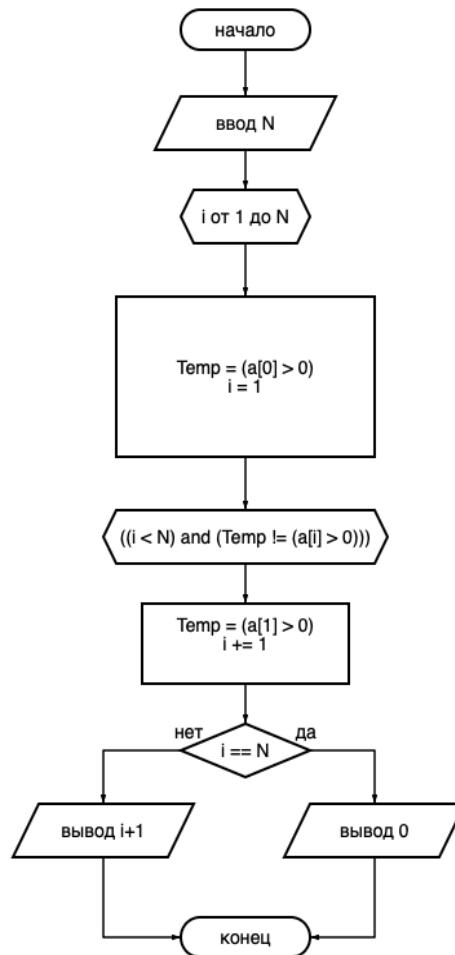 начало
ввод N
i от 1 до N
Temp = (a[0] > 0)
i = 1
((i < N) and (Temp != (a[i] > 0)))
Temp = (a[1] > 0)
i += 1
нет
да
i == N
вывод i+1
вывод 0
конец